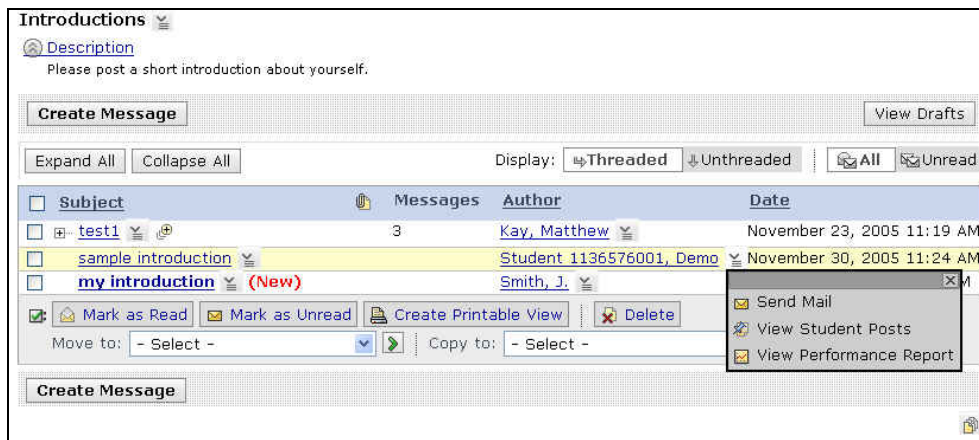 Introductions
Description
Please post a short introduction about yourself.
Create Message View Drafts
Expand All Collapse All Display: Threaded Unthreaded All Unread
Subject Messages Author Date
test1 3 Kay, Matthew November 23, 2005 11:19 AM
sample introduction Student 1136576001, Demo November 30, 2005 11:24 AM
my introduction (New) Smith, J. M
Send Mail
View Student Posts
View Performance Report
Mark as Read Mark as Unread Create Printable View Delete
Move to: - Select - Copy to: - Select -
Create Message